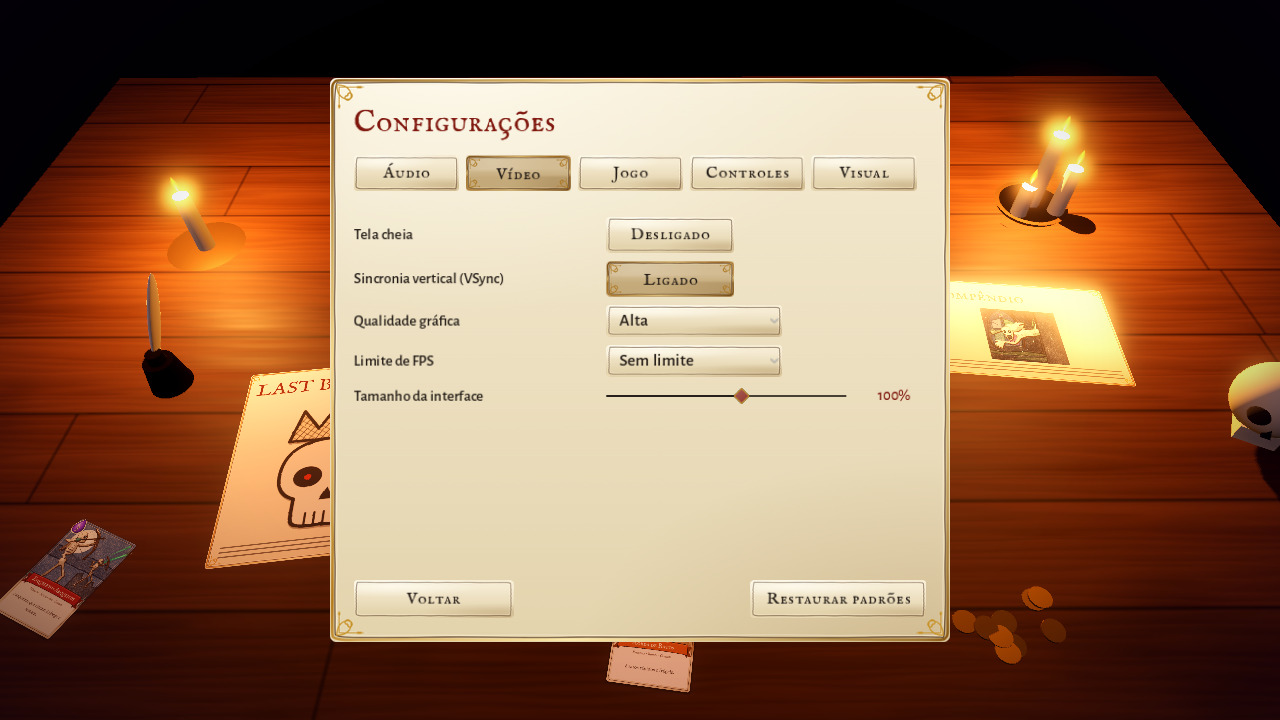 Configurações
Áudio
Vídeo
Jogo
Controles
Visual
Tela cheia
Desligado
Sincronia vertical (VSync)
Ligado
Qualidade gráfica
Alta
Limite de FPS
Sem limite
Tamanho da interface
100%
Voltar
Restaurar padrões
LAST